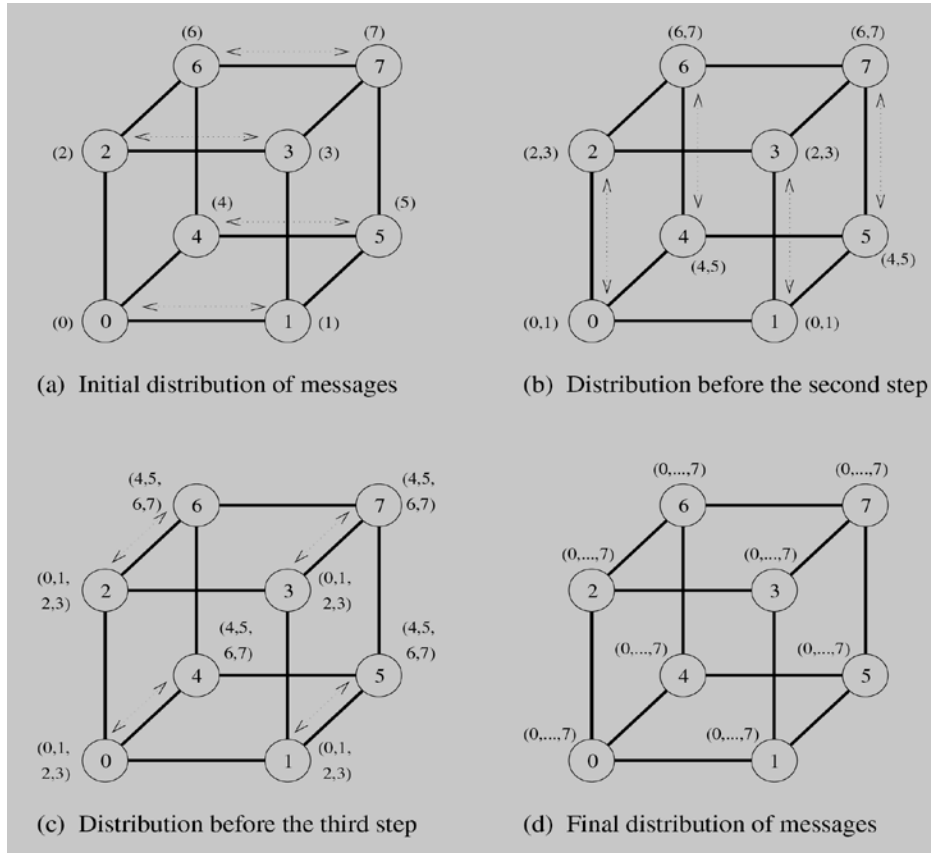 (6) (7)
6 7
(2) 2 3 (3)
(4) (5)
4 5
(0) 0 1 (1)
(a) Initial distribution of messages
(6,7) (6,7)
6 7
(2,3) 2 3 (2,3)
4 5
(4,5) (4,5)
(0,1) 0 1 (0,1)
(b) Distribution before the second step
(4,5, (4,5,
6,7) 6 7 6,7)
(0,1, 2 3 (0,1,
2,3) 2,3)
(4,5, (4,5,
6,7) 6,7)
4 5
(0,1, 0 1 (0,1,
2,3) 2,3)
(c) Distribution before the third step
(0,...,7) (0,...,7)
6 7
(0,...,7) (0,...,7)
2 3
(0,...,7) (0,...,7)
4 5
(0,...,7) (0,...,7)
0 1
(d) Final distribution of messages